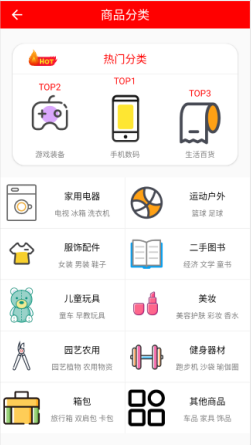 商品分类
HOT
热门分类
TOP2
TOP1
TOP3
游戏装备
手机数码
生活百货
家用电器
电视 冰箱 洗衣机
运动户外
篮球 足球
服饰配件
女装 男装 鞋子
二手图书
经济 文学 童书
儿童玩具
童车 早教玩具
美妆
美容护肤 彩妆 香水
园艺农用
园艺植物 农用物资
健身器材
跑步机 沙袋 瑜伽圈
箱包
旅行箱 双肩包 卡包
其他商品
车品 家具 饰品